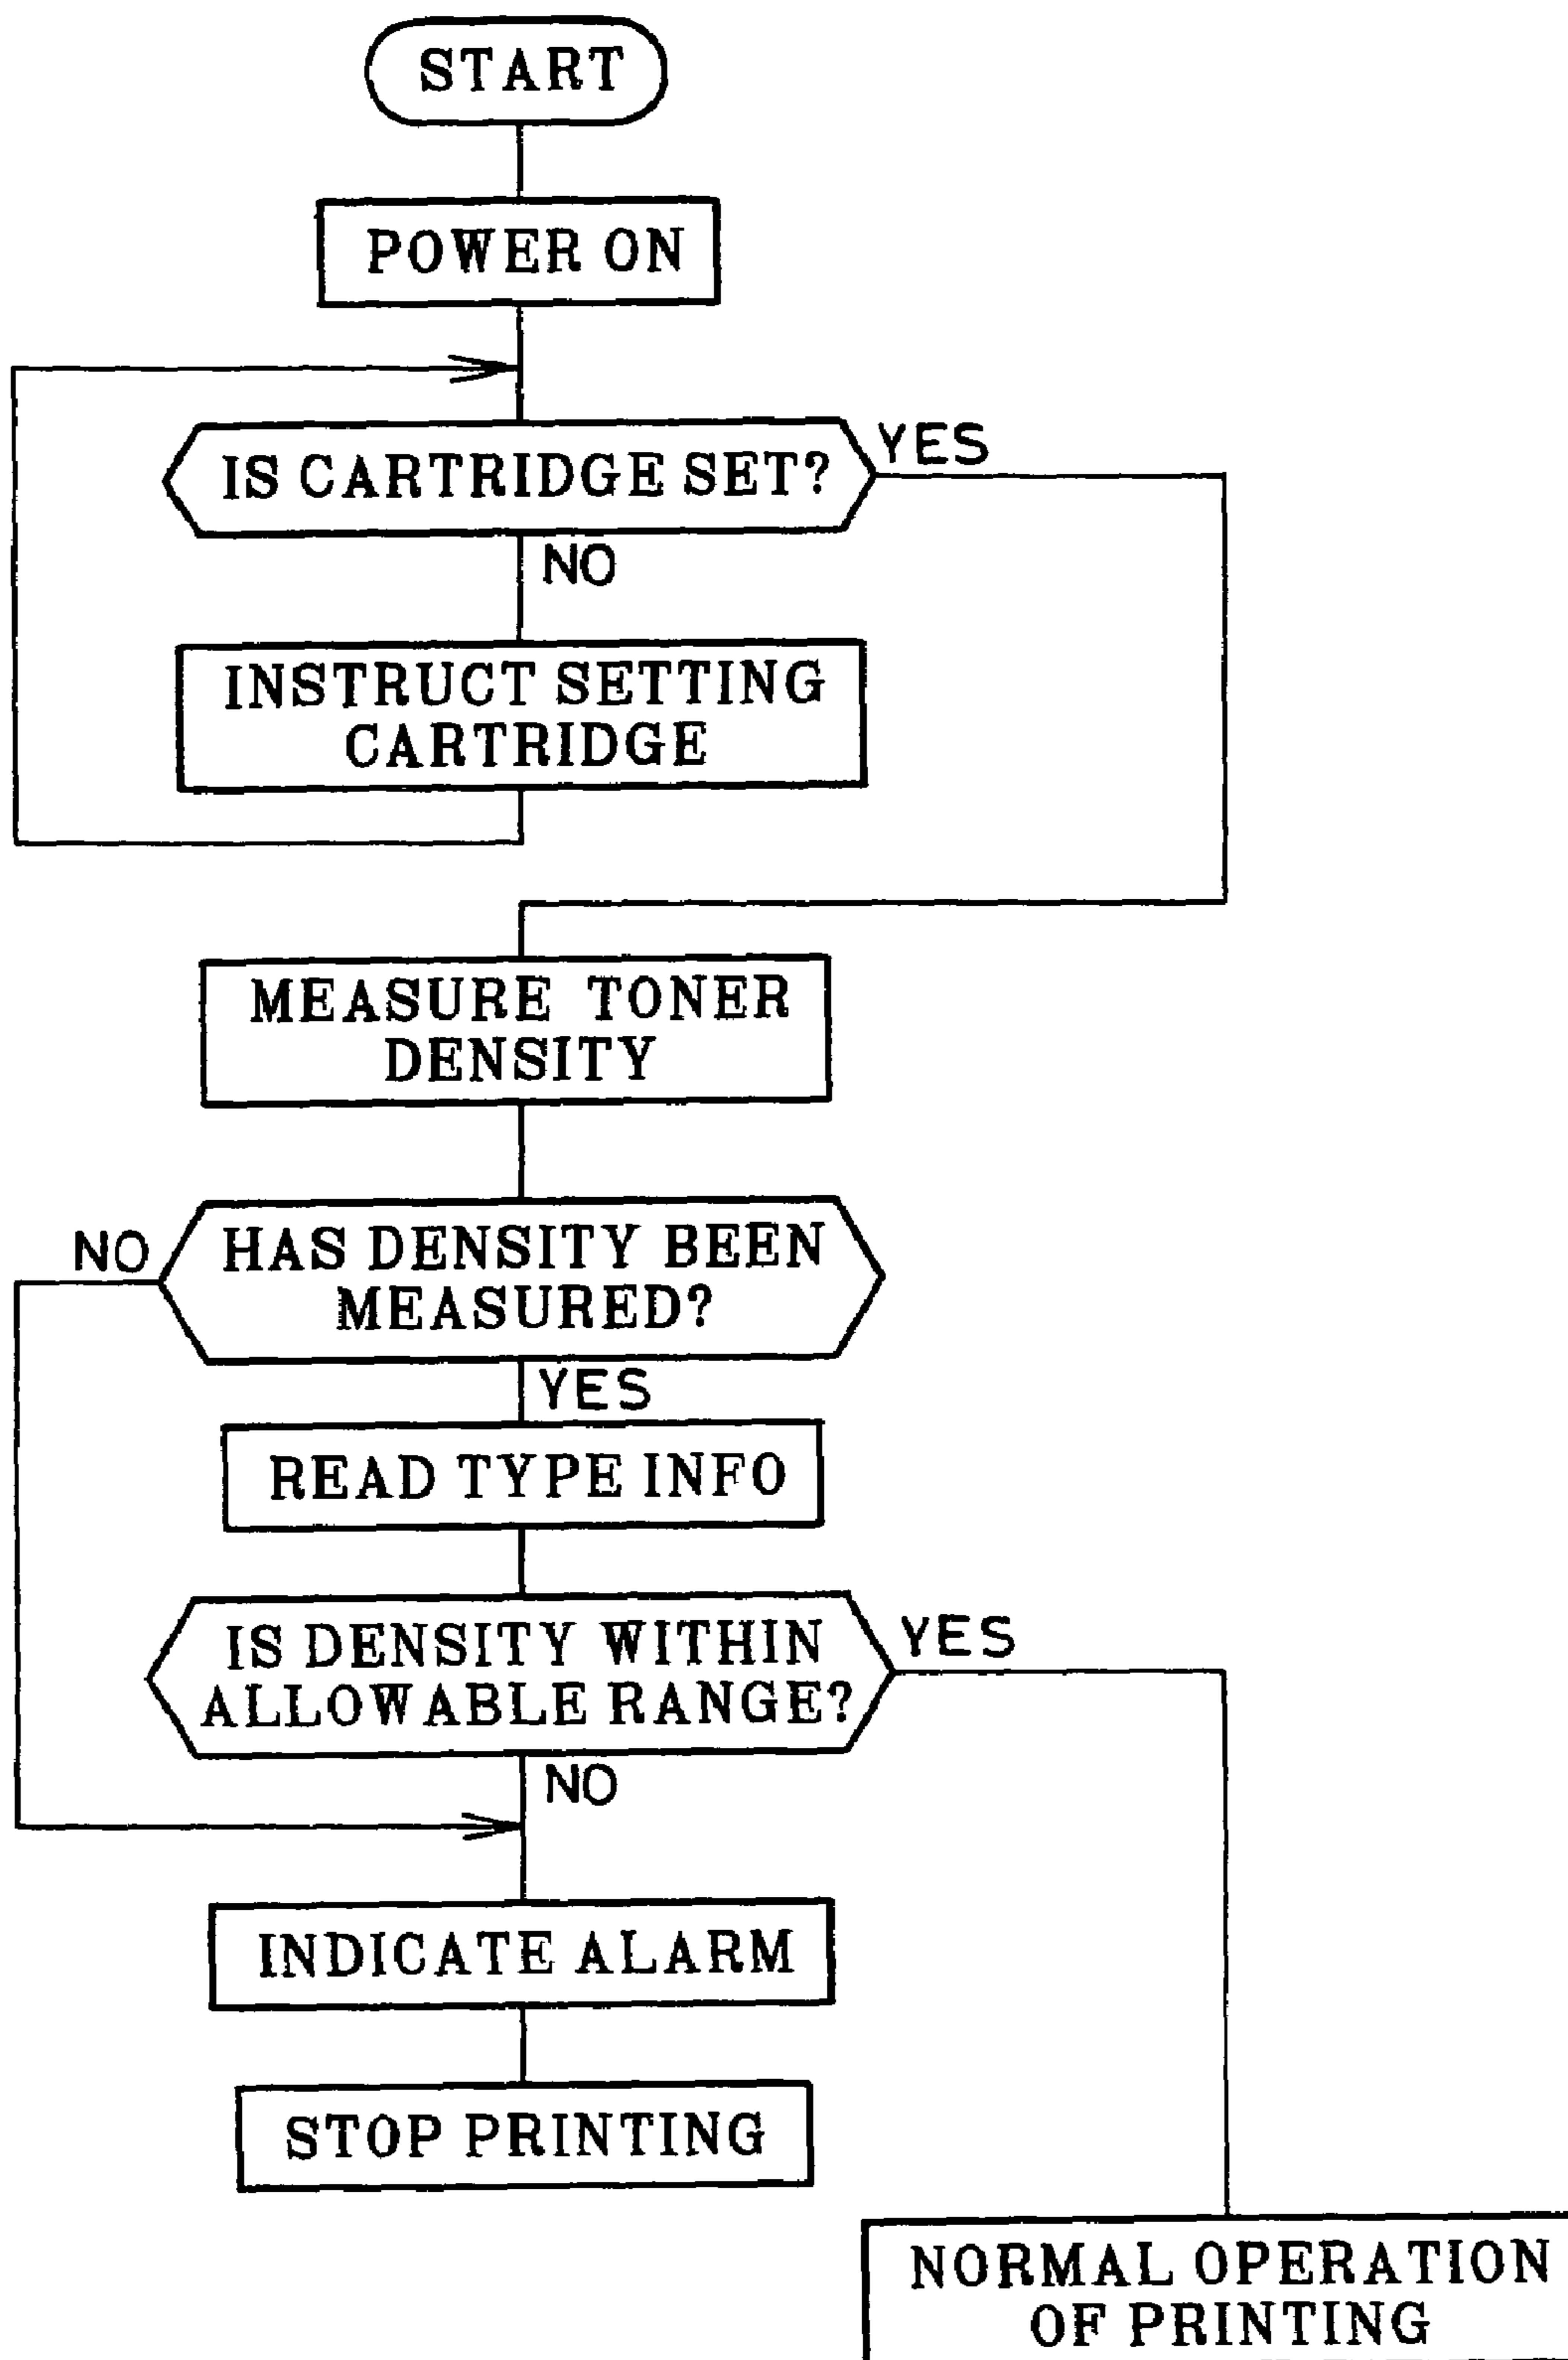 START
POWER ON
IS CARTRIDGE SET?
YES
NO
INSTRUCT SETTING
CARTRIDGE
MEASURE TONER
DENSITY
NO
HAS DENSITY BEEN
MEASURED?
YES
READ TYPE INFO
IS DENSITY WITHIN
ALLOWABLE RANGE?
YES
NO
INDICATE ALARM
STOP PRINTING
NORMAL OPERATION
OF PRINTING